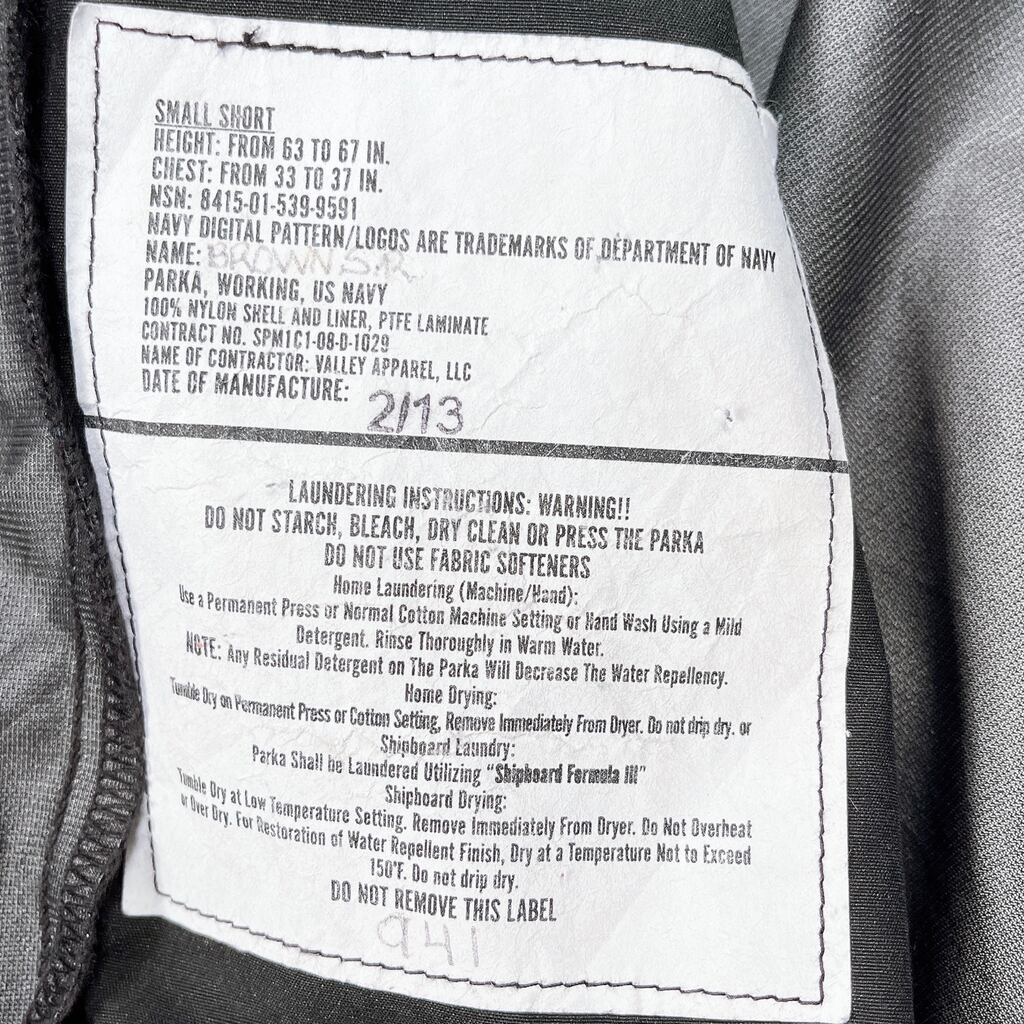 SMALL SHORT
HEIGHT: FROM 63 TO 67 IN.
CHEST: FROM 33 TO 37 IN.
NSN: 8415-01-539-9591
NAVY DIGITAL PATTERN/LOGOS ARE TRADEMARKS OF DEPARTMENT OF NAVY
NAME: BROWN S.R
PARKA, WORKING, US NAVY
100% NYLON SHELL AND LINER, PTFE LAMINATE
CONTRACT NO. SPM1C1-08-D-1029
NAME OF CONTRACTOR: VALLEY APPAREL, LLC
DATE OF MANUFACTURE: 2/13
LAUNDERING INSTRUCTIONS: WARNING!!
DO NOT STARCH, BLEACH, DRY CLEAN OR PRESS THE PARKA
DO NOT USE FABRIC SOFTENERS
Home Laundering (Machine/Hand):
Use a Permanent Press or Normal Cotton Machine Setting or Hand Wash Using a Mild
Detergent. Rinse Thoroughly in Warm Water.
NOTE: Any Residual Detergent on The Parka Will Decrease The Water Repellency.
Home Drying:
Tumble Dry on Permanent Press or Cotton Setting, Remove Immediately From Dryer. Do not drip dry. or
Shipboard Laundry:
Parka Shall be Laundered Utilizing "Shipboard Formula III"
Shipboard Drying:
Tumble Dry at Low Temperature Setting. Remove Immediately From Dryer. Do Not Overheat
or Over Dry. For Restoration of Water Repellent Finish, Dry at a Temperature Not to Exceed
150°F. Do not drip dry.
DO NOT REMOVE THIS LABEL
941